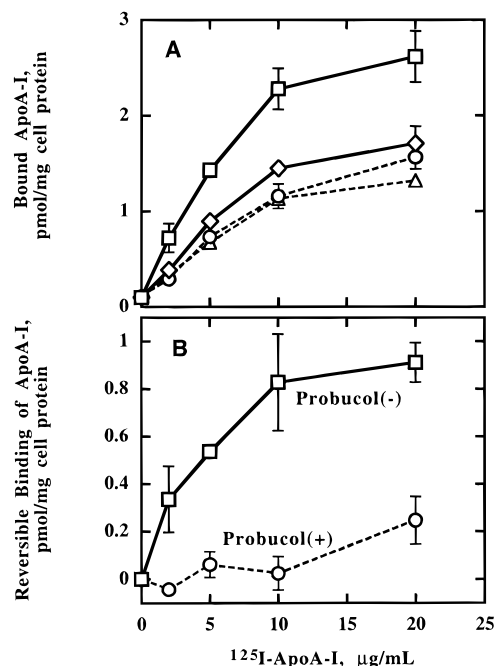 A
3
2
1
0
Bound ApoA-I,
pmol/mg cell protein
B
1
0.8
0.6
0.4
0.2
0
Reversible Binding of ApoA-I,
pmol/mg cell protein
Probucol(-)
Probucol(+)
0 5 10 15 20 25
125I-ApoA-I, µg/mL